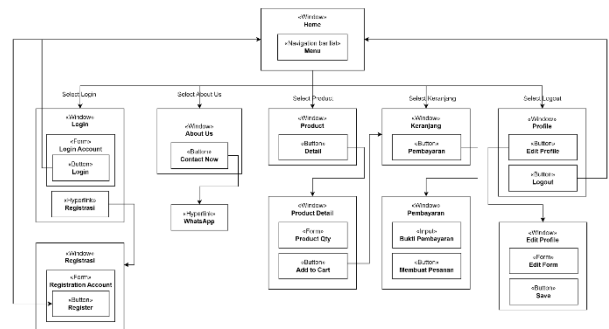 «Window»
Home
«Navigation bar list»
Menu
Select Login
Select About Us
Select Product
Select Keranjang
Select Logout
«Window»
Login
«Form»
Login Account
«Button»
Login
«Hyperlink»
Registrasi
«Window»
About Us
«Button»
Contact Now
«Hyperlink»
WhatsApp
«Window»
Product
«Button»
Detail
«Window»
Keranjang
«Button»
Pembayaran
«Window»
Profile
«Button»
Edit Profile
«Button»
Logout
«Window»
Registrasi
«Form»
Registration Account
«Button»
Register
«Window»
Product Detail
«Form»
Product Qty
«Button»
Add to Cart
«Window»
Pembayaran
«Input»
Bukti Pembayaran
«Button»
Membuat Pesanan
«Window»
Edit Profile
«Form»
Edit Form
«Button»
Save